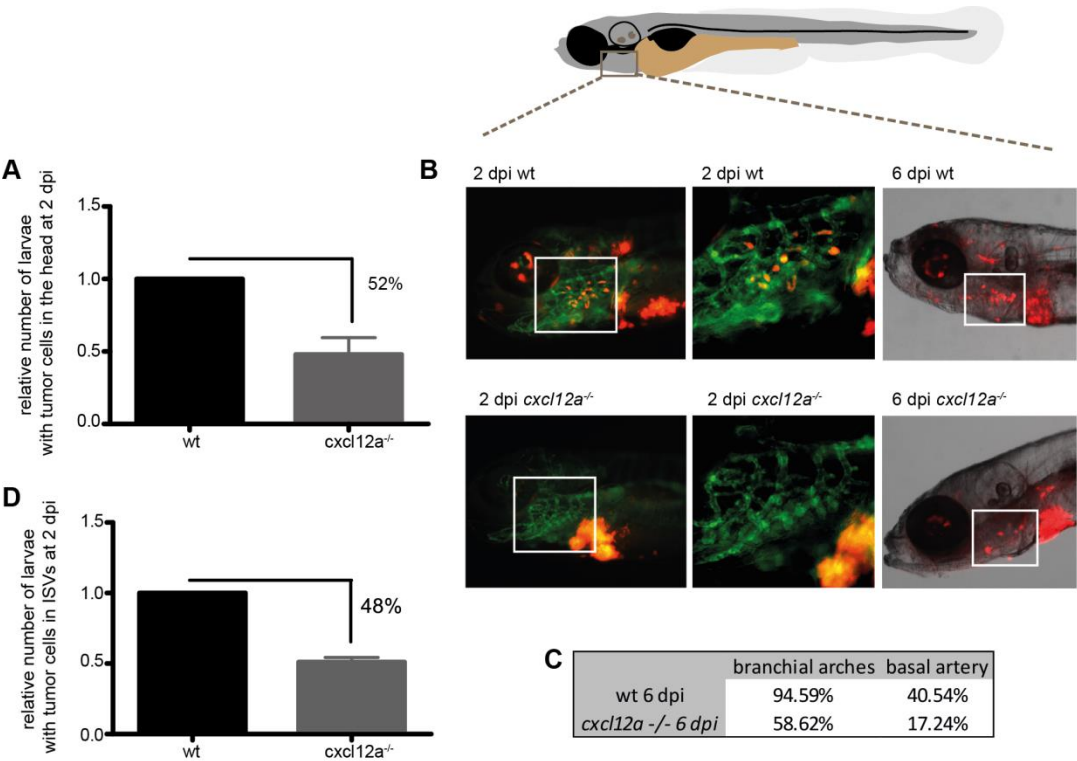 A
relative number of larvae
with tumor cells in the head at 2 dpi
1.5
1.0
0.5
0.0
52%
wt
cxcl12a-/-
B
2 dpi wt
2 dpi wt
6 dpi wt
2 dpi cxcl12a-/-
2 dpi cxcl12a-/-
6 dpi cxcl12a-/-
D
relative number of larvae
with tumor cells in ISVs at 2 dpi
1.5
1.0
0.5
0.0
48%
wt
cxcl12a-/-
C
branchial arches basal artery
wt 6 dpi 94.59% 40.54%
cxcl12a -/- 6 dpi 58.62% 17.24%